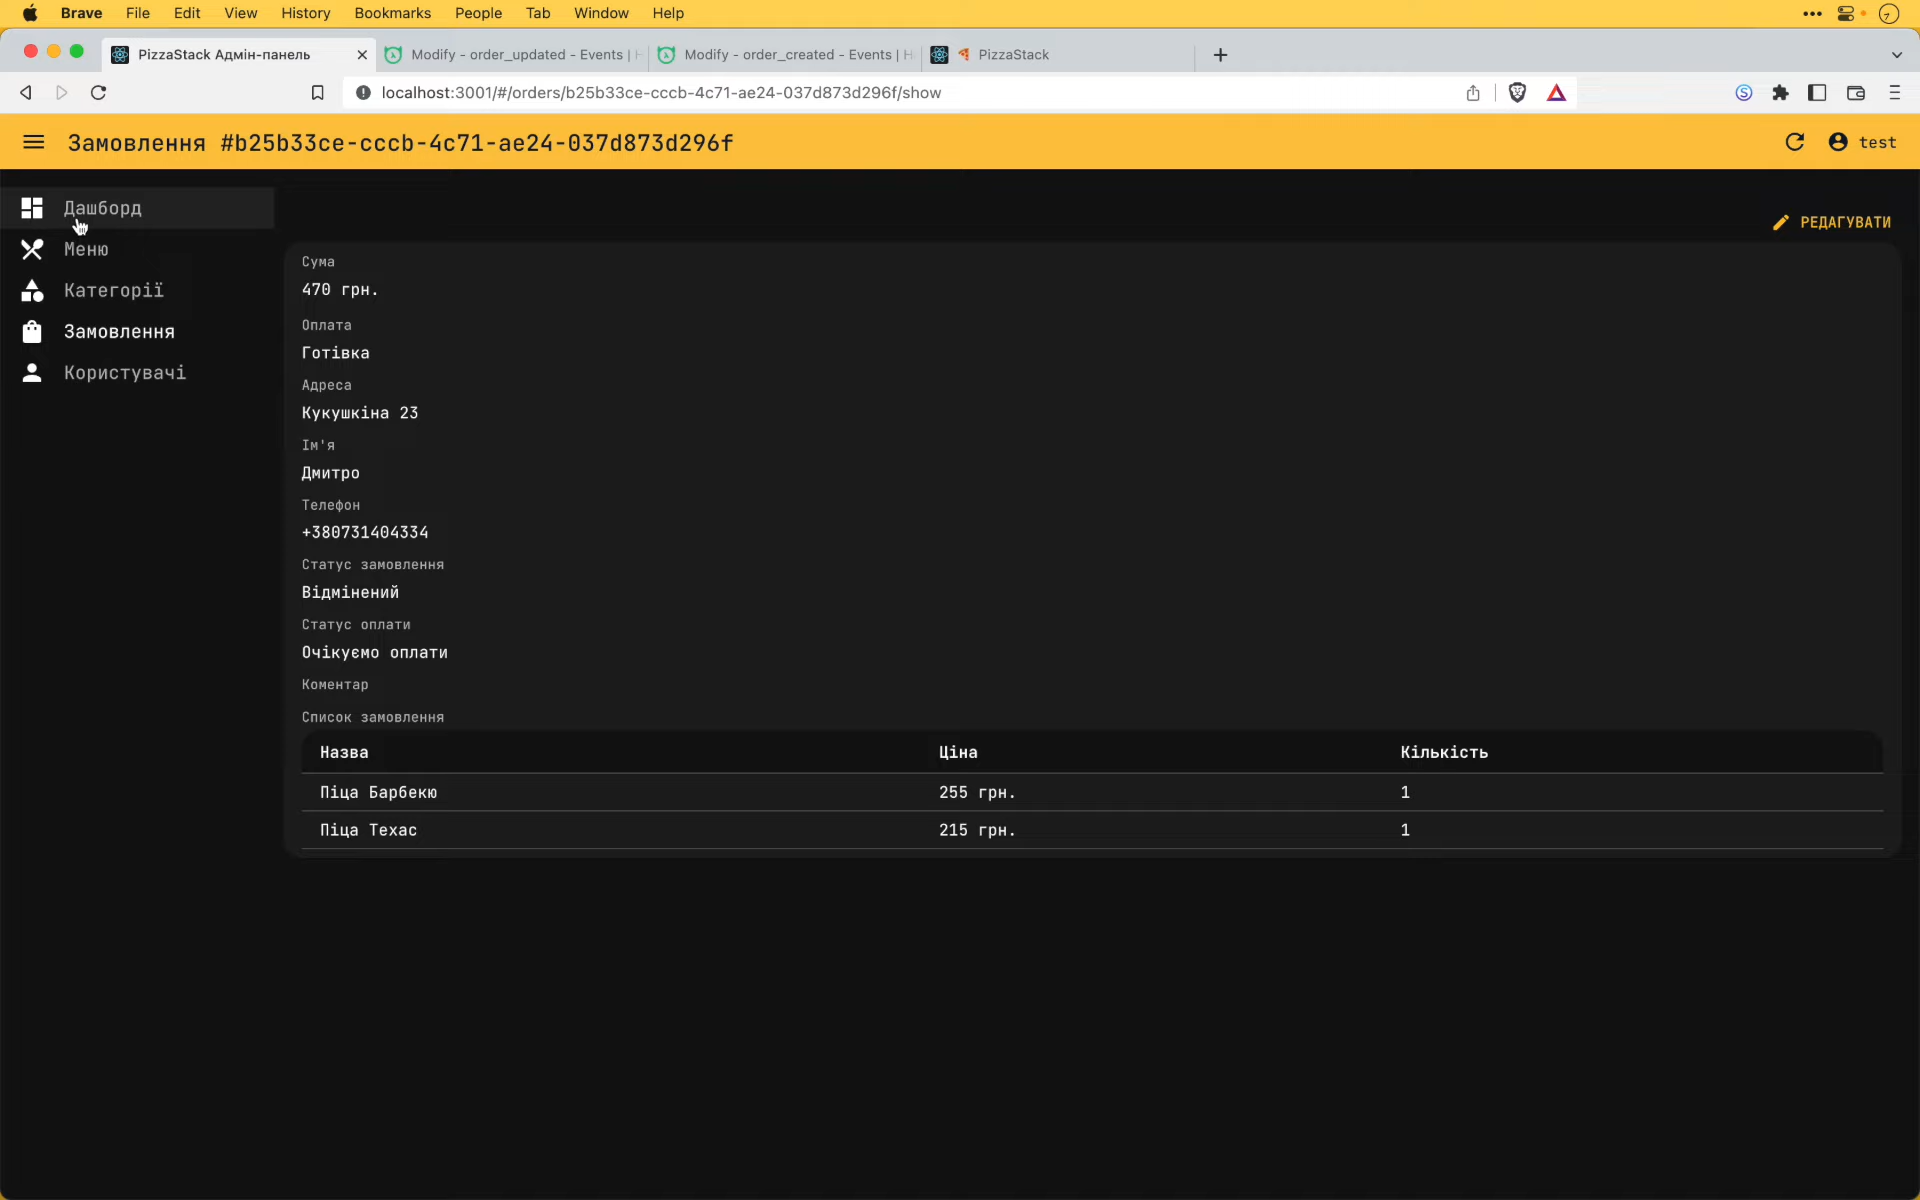 Brave File Edit View History Bookmarks People Tab Window Help
PizzaStack Адмін-панель
Modify - order_updated - Events |
Modify - order_created - Events | H
PizzaStack
localhost:3001/#/orders/b25b33ce-cccb-4c71-ae24-037d873d296f/show
Замовлення #b25b33ce-cccb-4c71-ae24-037d873d296f
test
Дашборд
Меню
Категорії
Замовлення
Користувачі
РЕДАГУВАТИ
Сума
470 грн.
Оплата
Готівка
Адреса
Кукушкіна 23
Ім'я
Дмитро
Телефон
+380731404334
Статус замовлення
Відмінений
Статус оплати
Очікуємо оплати
Коментар
Список замовлення
Назва Ціна Кількість
Піца Барбекю 255 грн. 1
Піца Техас 215 грн. 1